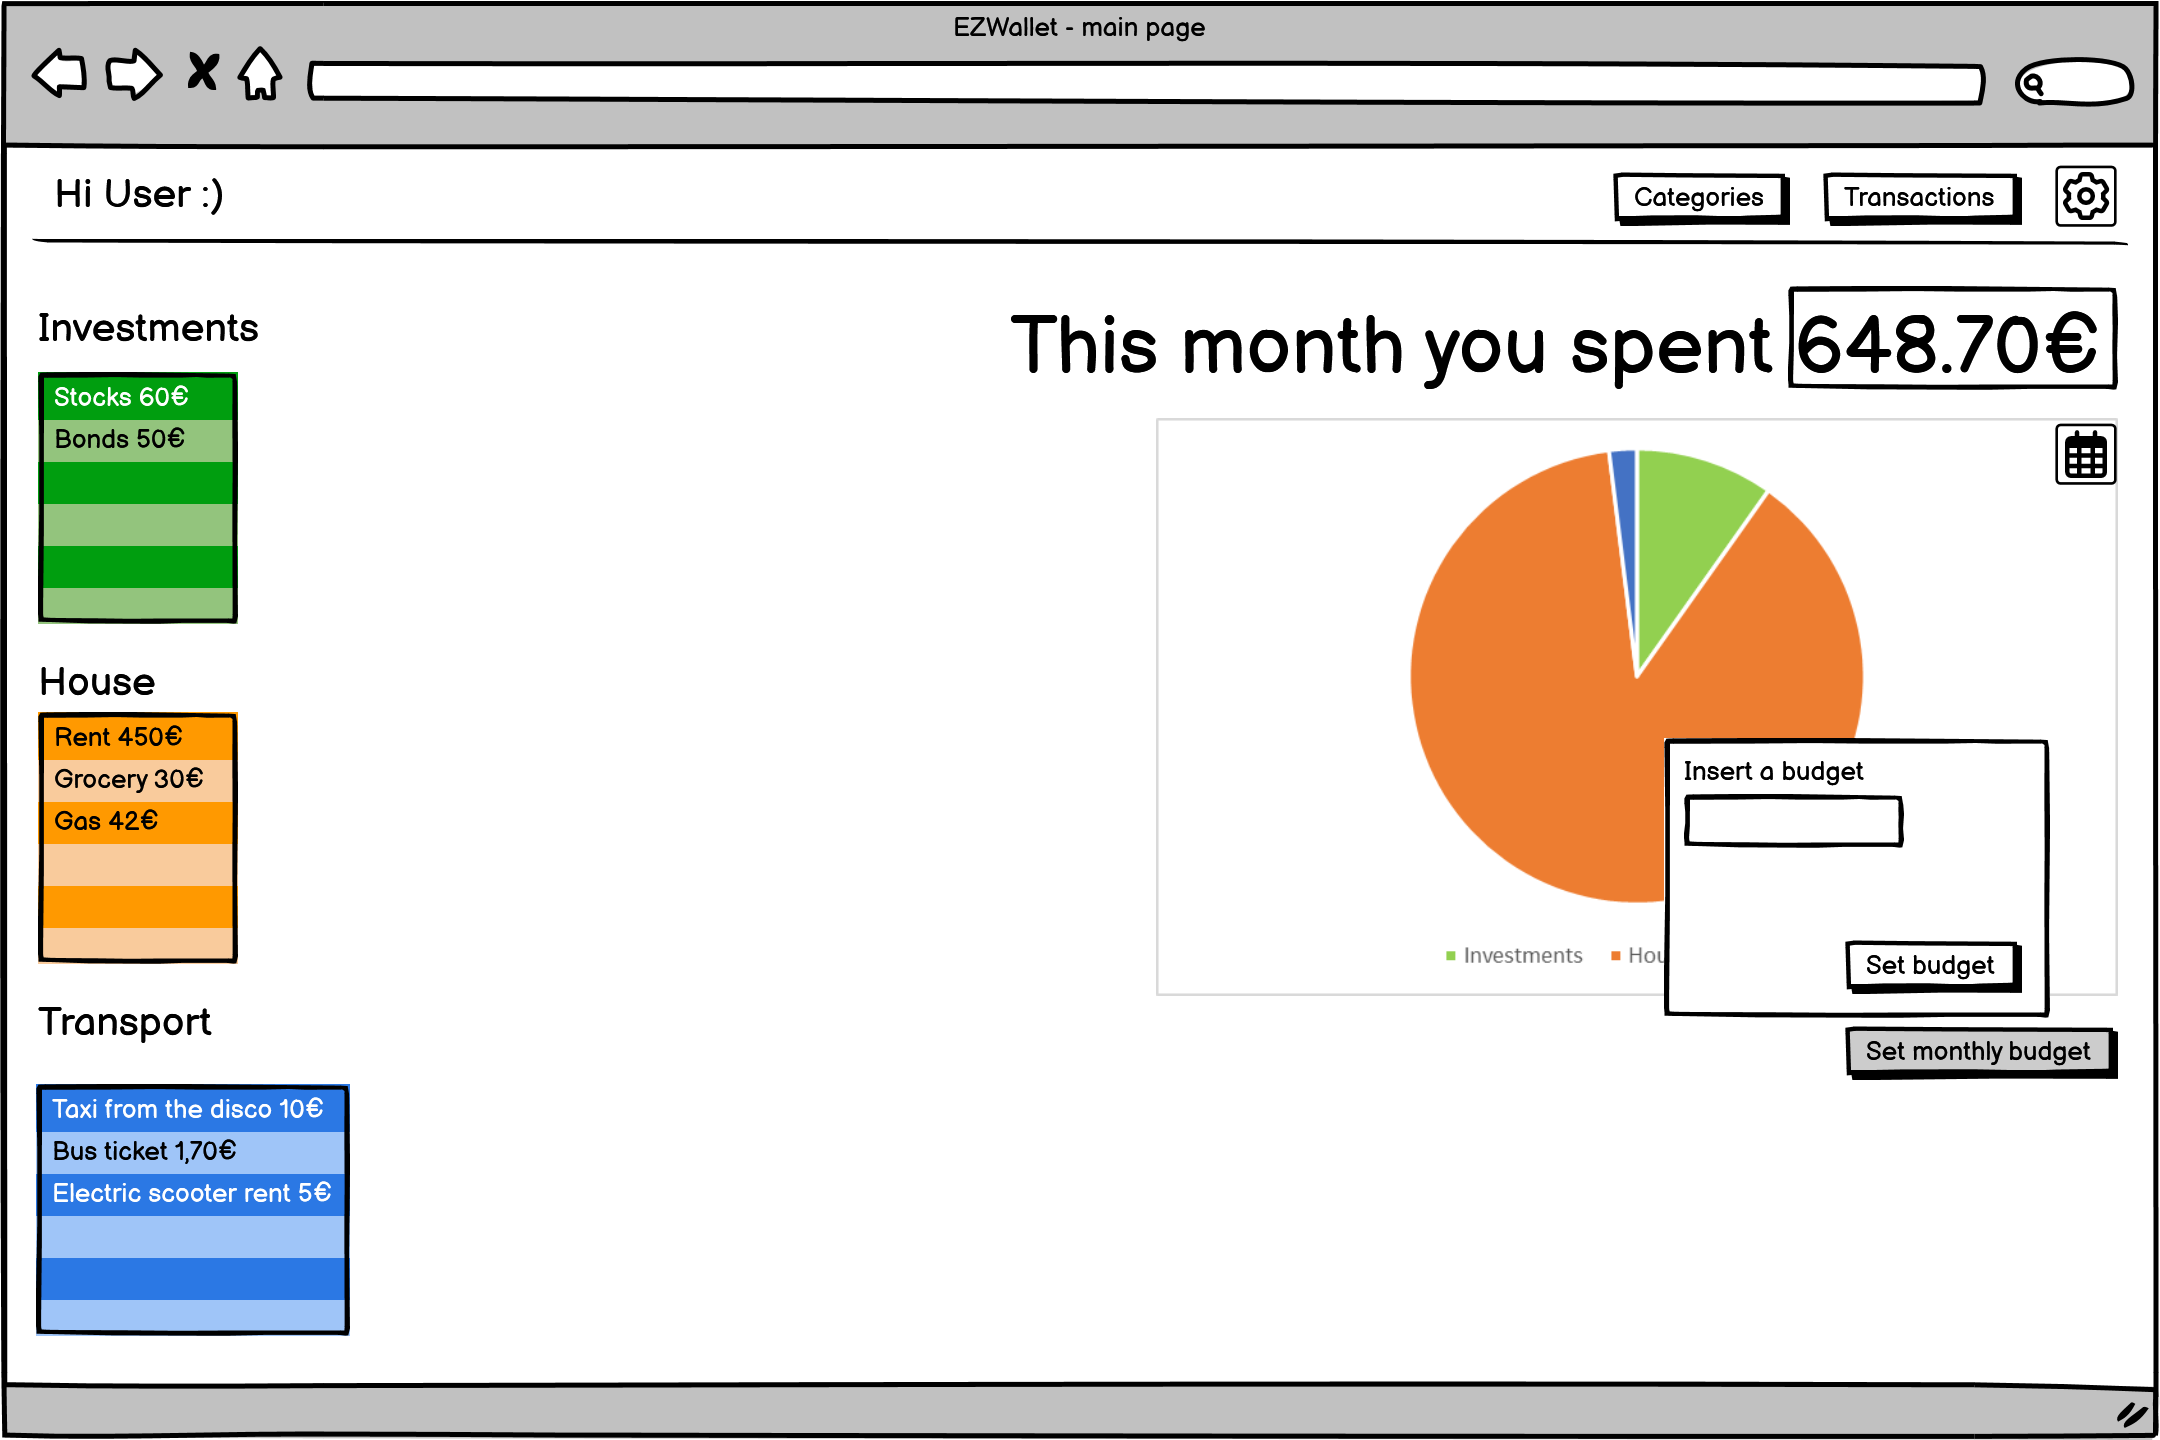 EZWallet - main page
Hi User :)
Categories
Transactions
Investments
Stocks 60€
Bonds 50€
House
Rent 450€
Grocery 30€
Gas 42€
Transport
Taxi from the disco 10€
Bus ticket 1,70€
Electric scooter rent 5€
This month you spent 648.70€
Insert a budget
Set budget
Investments
Hou
Set monthly budget